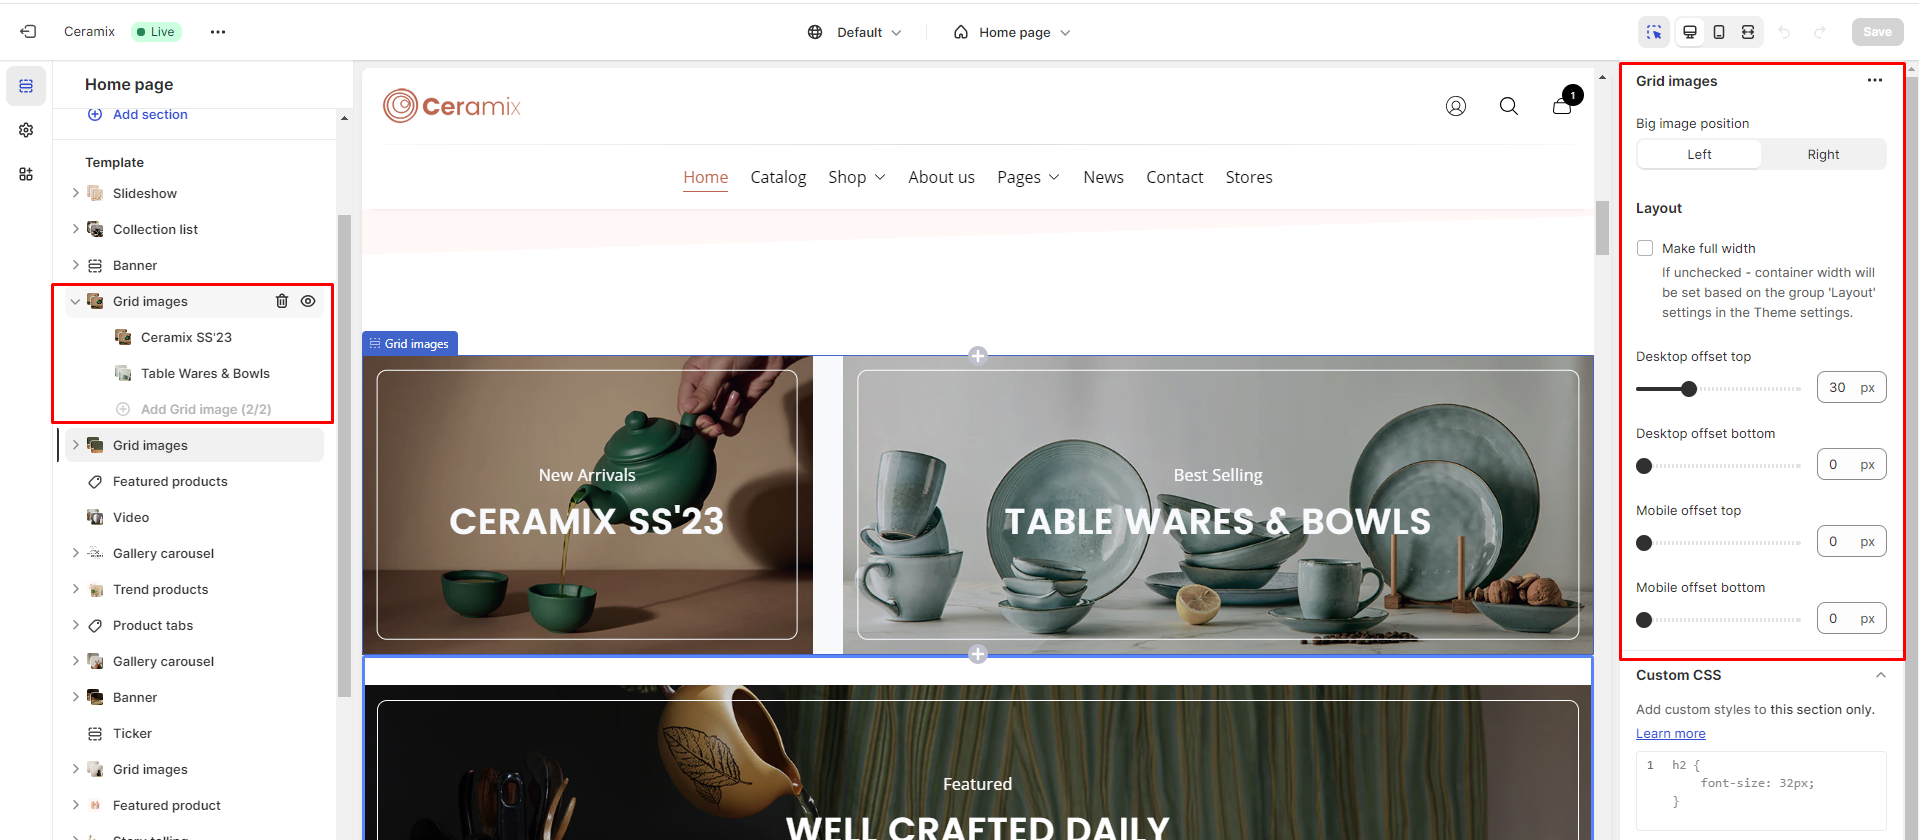 Ceramix
Live
Default
Home page
Save
Home page
Add section
Template
Slideshow
Collection list
Banner
Grid images
Ceramix SS'23
Table Wares & Bowls
Add Grid image (2/2)
Grid images
Featured products
Video
Gallery carousel
Trend products
Product tabs
Gallery carousel
Banner
Ticker
Grid images
Featured product
Story telling
Ceramix
1
Home
Catalog
Shop
About us
Pages
News
Contact
Stores
Grid images
New Arrivals
CERAMIX SS'23
Best Selling
TABLE WARES & BOWLS
Featured
WELL CRAFTED DAILY
Grid images
Big image position
Left
Right
Layout
Make full width
If unchecked - container width will
be set based on the group 'Layout'
settings in the Theme settings.
Desktop offset top
30 px
Desktop offset bottom
0 px
Mobile offset top
0 px
Mobile offset bottom
0 px
Custom CSS
Add custom styles to this section only.
Learn more
1 h2 {
font-size: 32px;
}